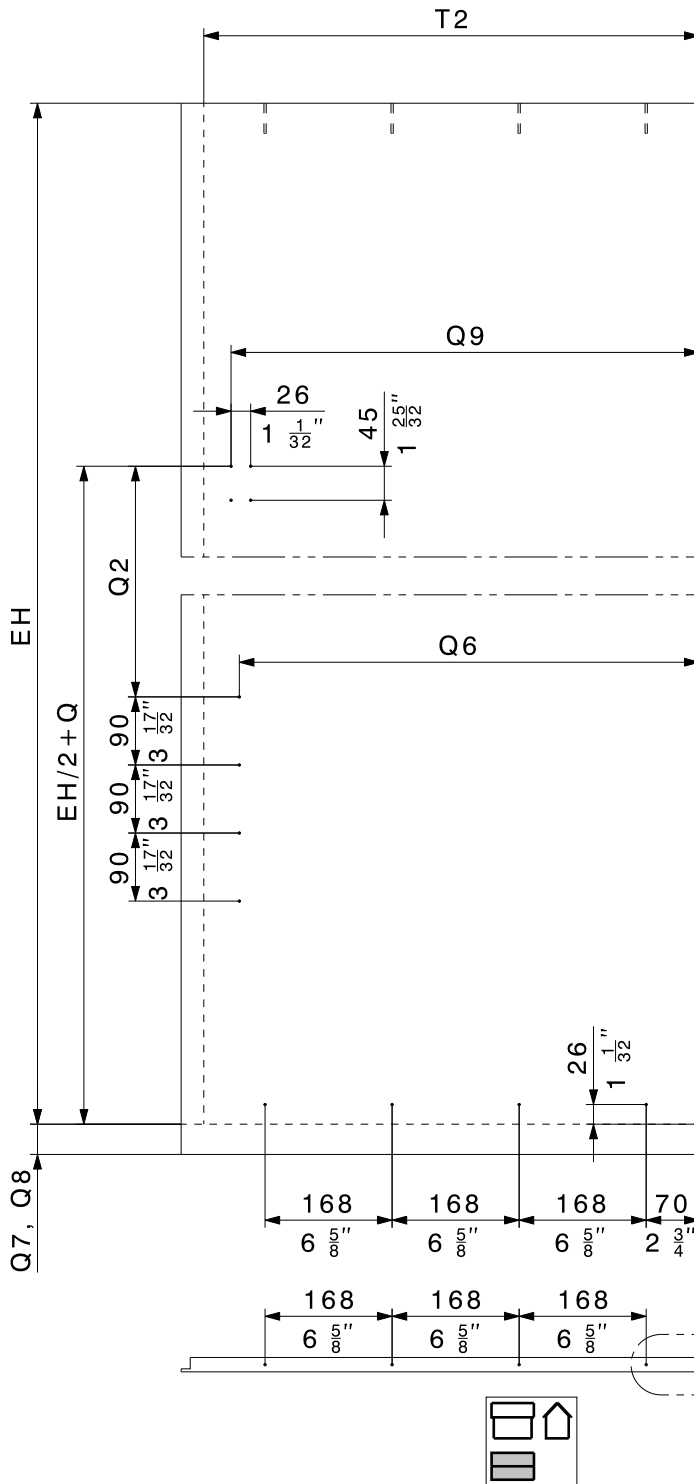 T2
Q9
26
1 1/32"
45
1 25/32"
Q2
EH
EH/2+Q
Q6
90
3 17/32"
90
3 17/32"
90
3 17/32"
26
1 1/32"
Q7, Q8
168 168 168 70
6 5/8" 6 5/8" 6 5/8" 2 3/4"
168 168 168
6 5/8" 6 5/8" 6 5/8"